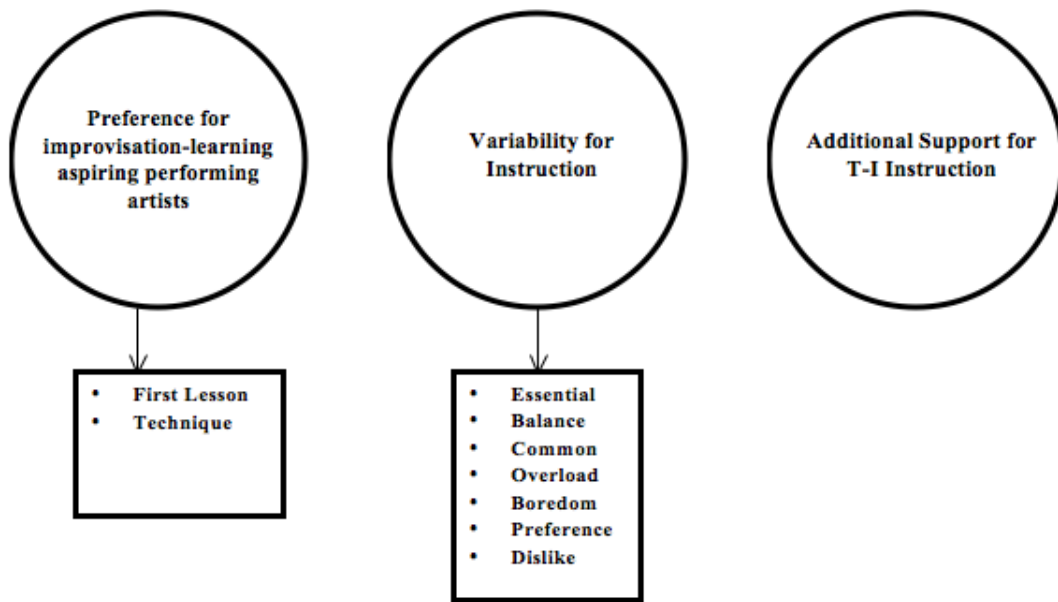 Preference for
improvisation-learning
aspiring performing
artists
Variability for
Instruction
Additional Support for
T-I Instruction
• First Lesson
• Technique
• Essential
• Balance
• Common
• Overload
• Boredom
• Preference
• Dislike